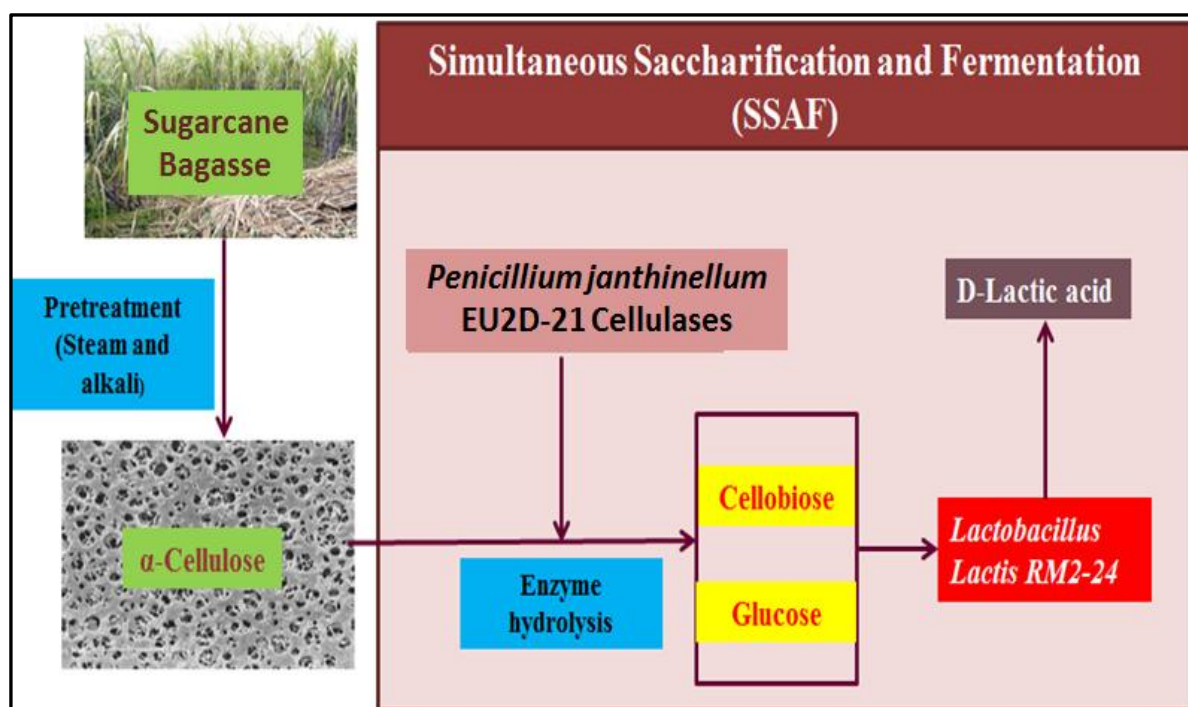 Simultaneous Saccharification and Fermentation
(SSAF)
Sugarcane
Bagasse
Pretreatment
(Steam and
alkali)
α-Cellulose
Penicillium janthinellum
EU2D-21 Cellulases
Enzyme
hydrolysis
Cellobiose
Glucose
Lactobacillus
Lactis RM2-24
D-Lactic acid